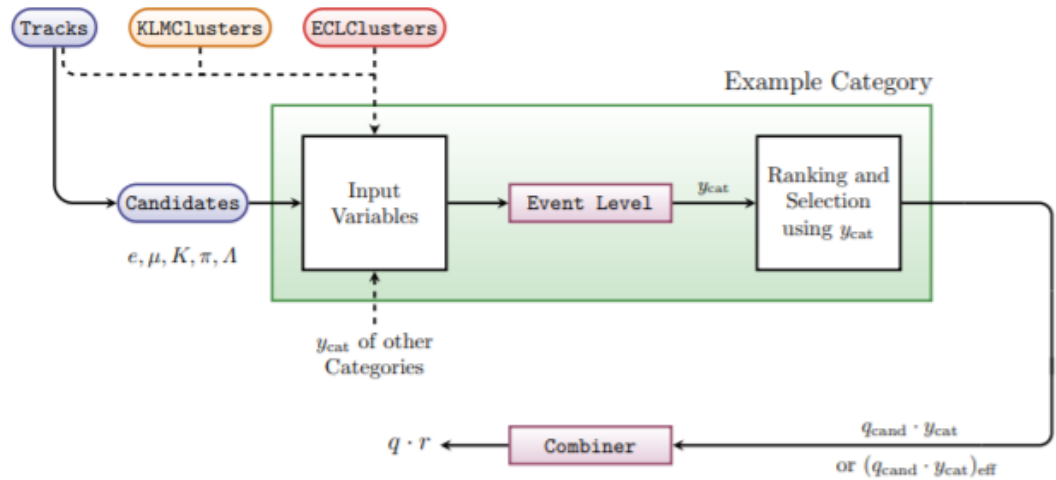 Tracks
KLMClusters
ECLClusters
Example Category
Input
Variables
Event Level
y_cat
Ranking and
Selection
using y_cat
Candidates
e, μ, K, π, Λ
y_cat of other
Categories
q · r
Combiner
q_cand · y_cat
or (q_cand · y_cat)_eff